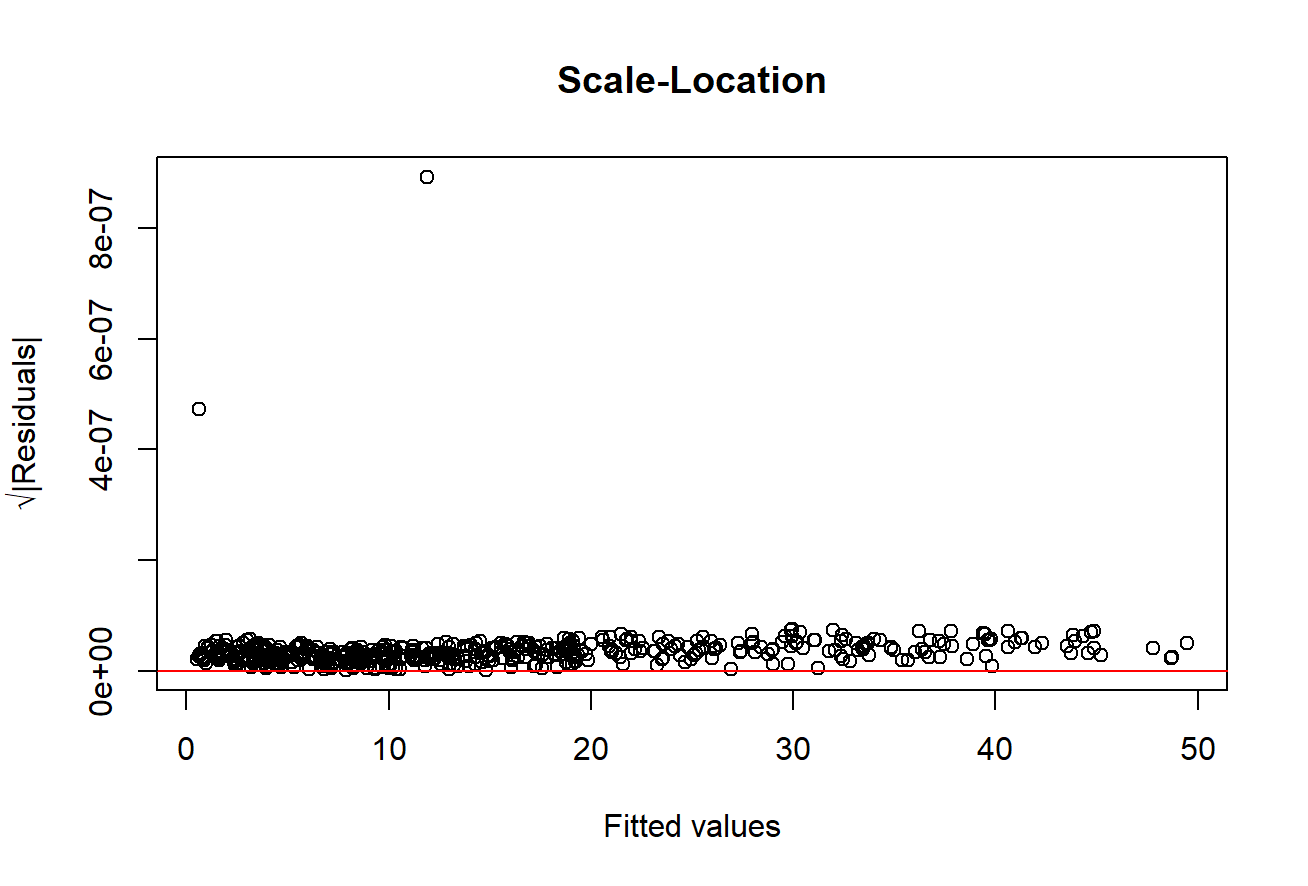 Scale-Location
√|Residuals|
8e-07
6e-07
4e-07
0e+00
0 10 20 30 40 50
Fitted values